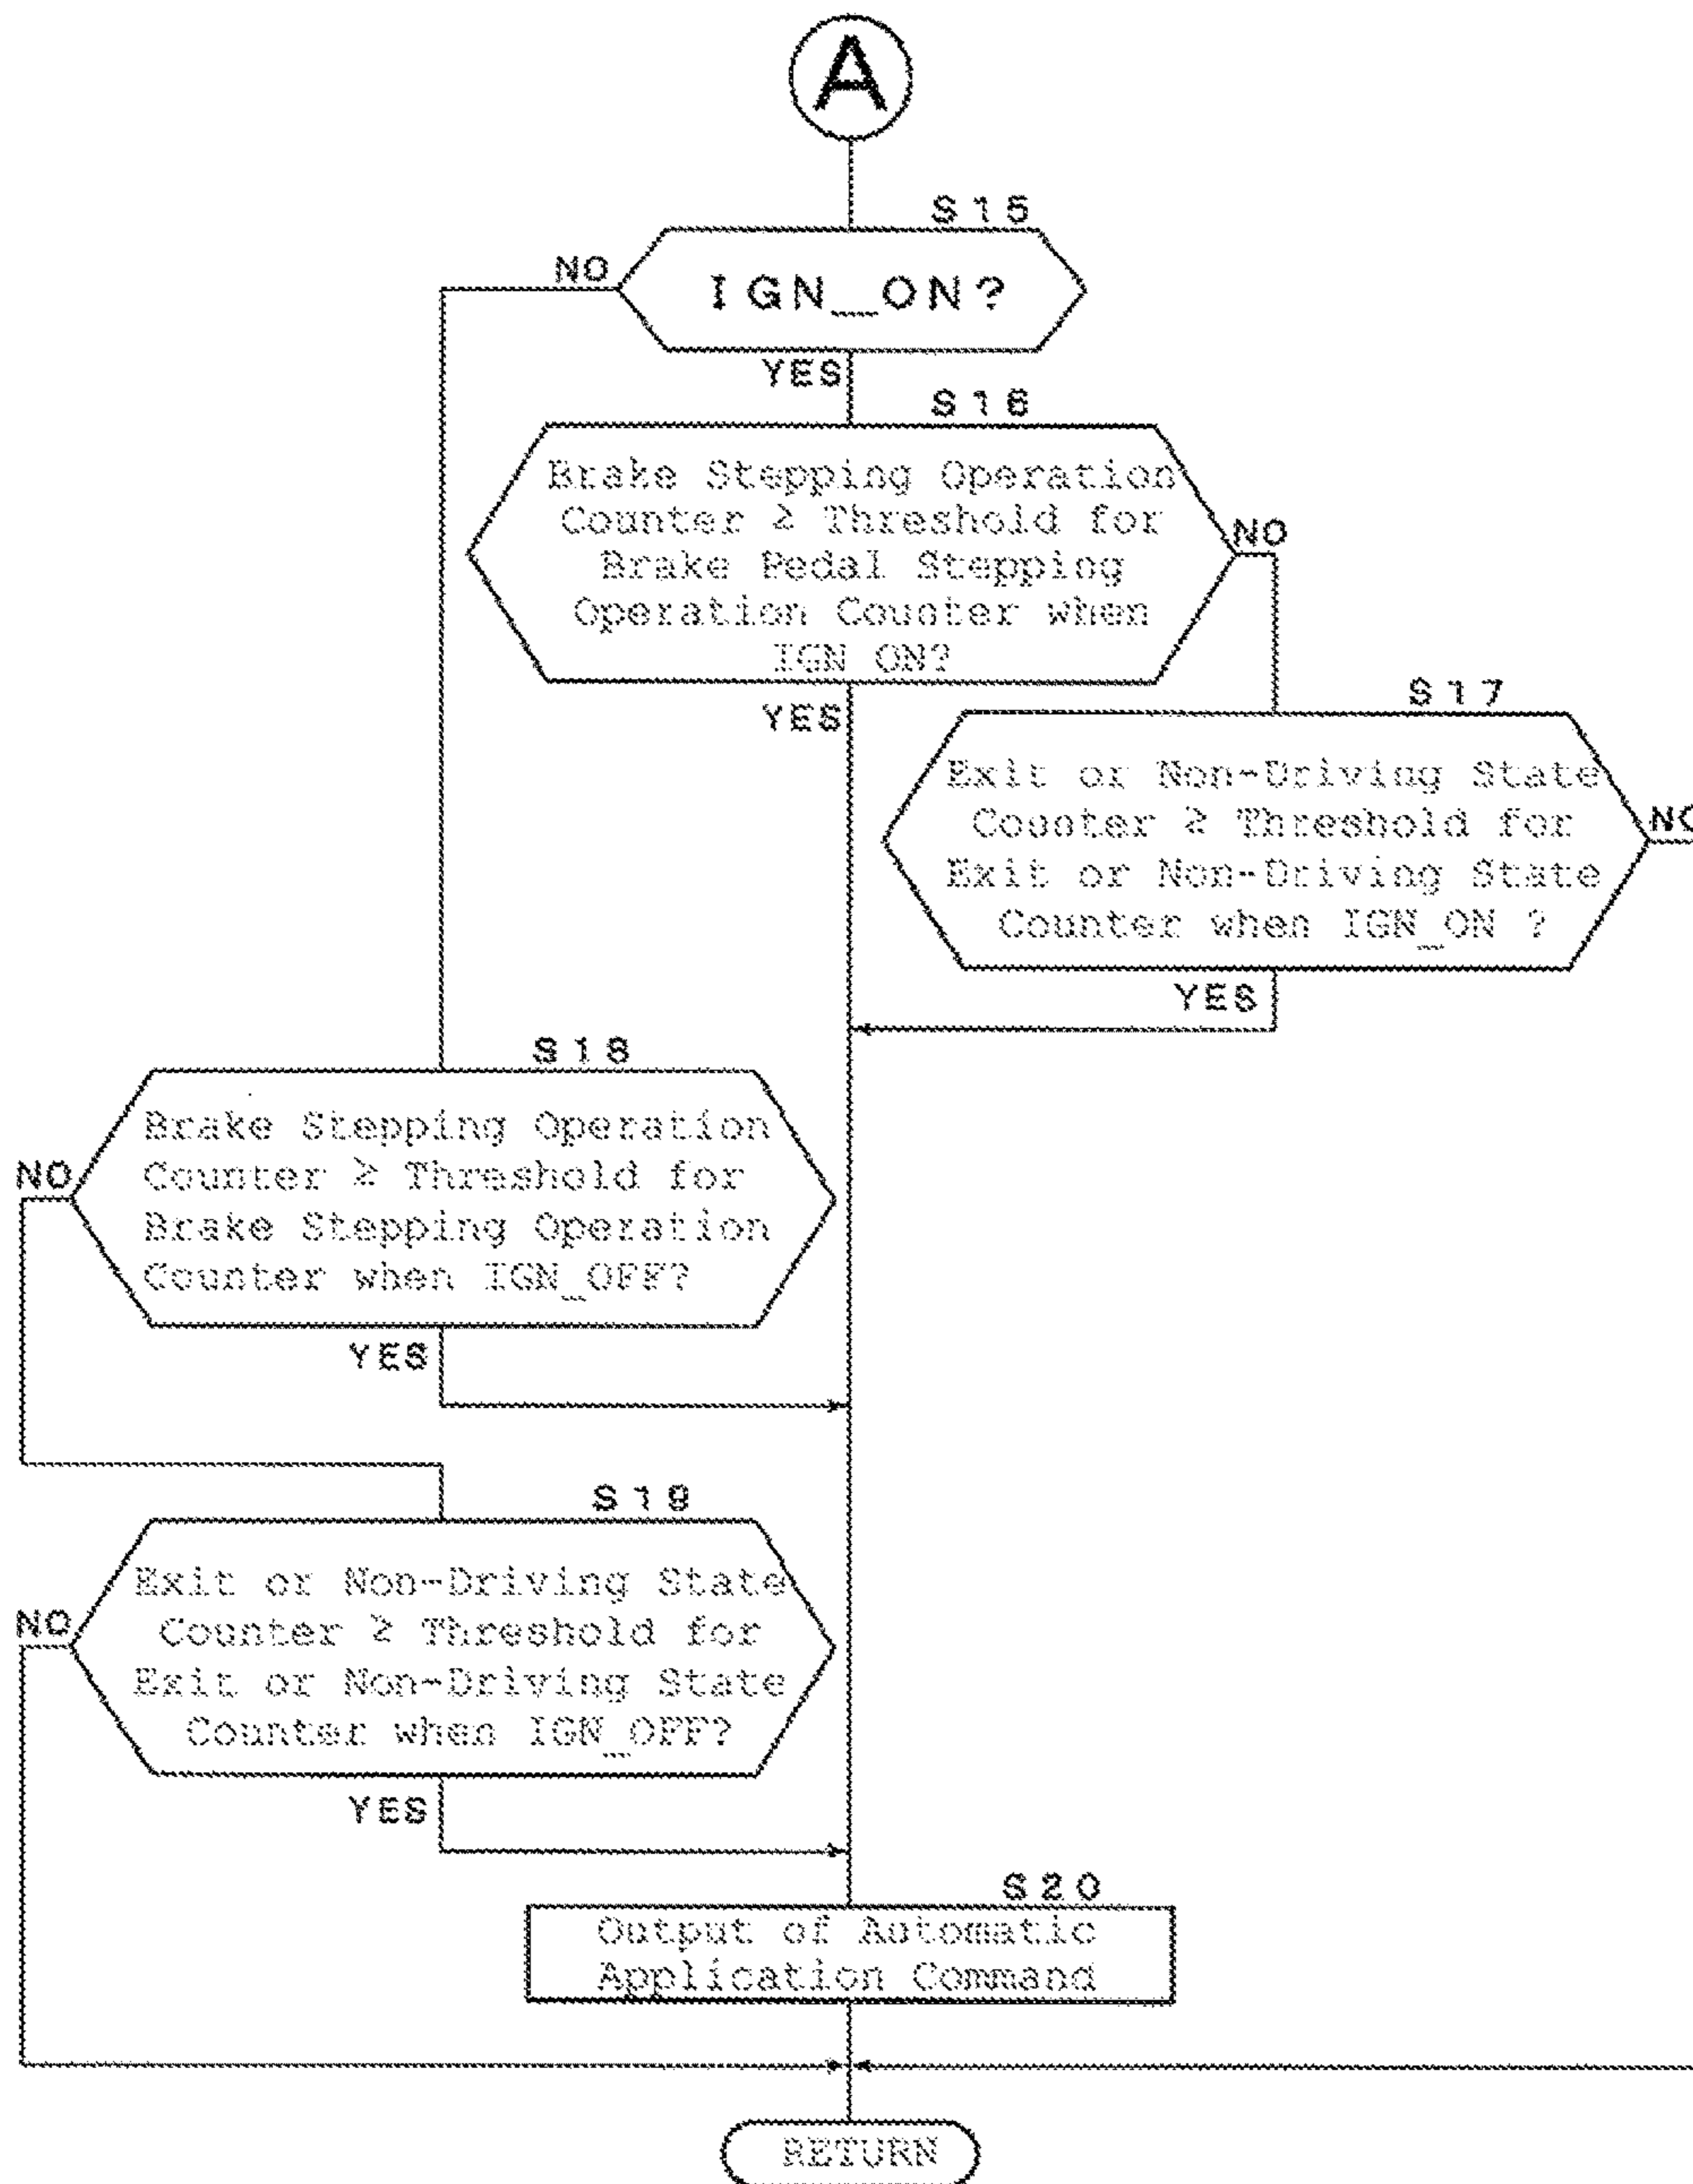 A
S15
NO
IGN_ON?
YES
S16
Brake Stepping Operation
Counter ≥ Threshold for
Brake Pedal Stepping
Operation Counter when
IGN ON?
NO
YES
S17
Exit or Non-Driving State
Counter ≥ Threshold for
Exit or Non-Driving State
Counter when IGN_ON ?
NO
YES
S18
Brake Stepping Operation
Counter ≥ Threshold for
Brake Stepping Operation
Counter when IGN_OFF?
NO
YES
S19
Exit or Non-Driving State
Counter ≥ Threshold for
Exit or Non-Driving State
Counter when IGN_OFF?
NO
YES
S20
Output of Automatic
Application Command
RETURN